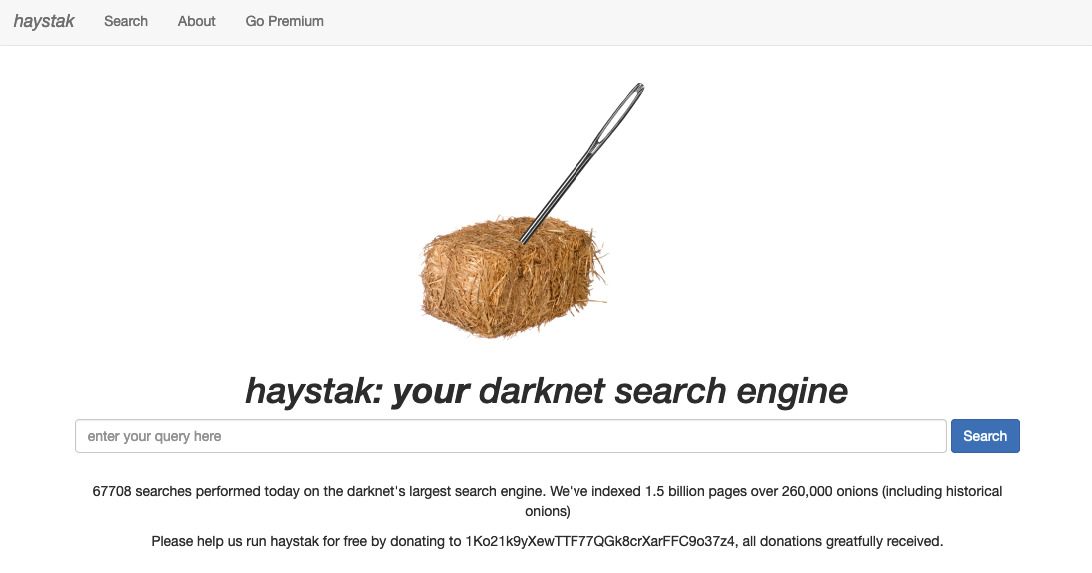 haystak Search About Go Premium
haystak: your darknet search engine
enter your query here Search
67708 searches performed today on the darknet's largest search engine. We've indexed 1.5 billion pages over 260,000 onions (including historical
onions)
Please help us run haystak for free by donating to 1Ko21k9yXewTTF77QGk8crXarFFC9o37z4, all donations greatfully received.